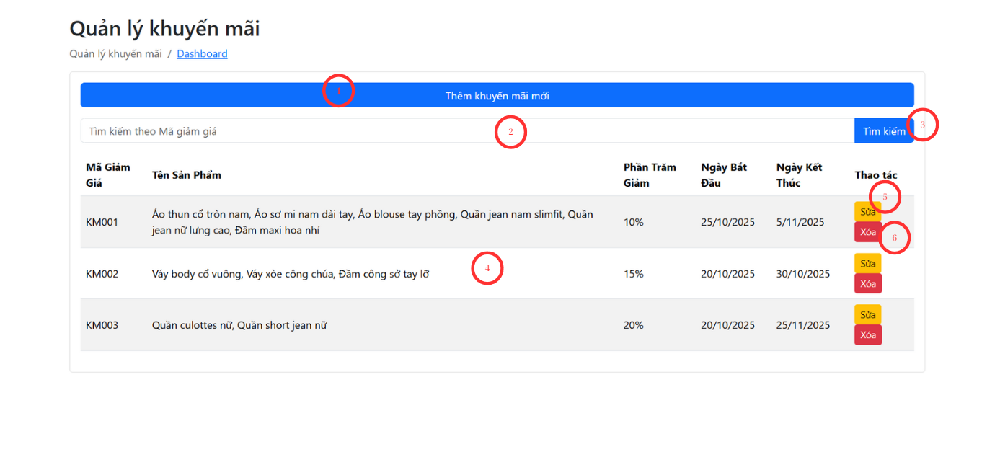 Quản lý khuyến mãi
Quản lý khuyến mãi / Dashboard
1
Thêm khuyến mãi mới
Tìm kiếm theo Mã giảm giá
2
Tìm kiếm
3
Mã Giảm Giá
Tên Sản Phẩm
Phần Trăm Giảm
Ngày Bắt Đầu
Ngày Kết Thúc
Thao tác
KM001
Áo thun cổ tròn nam, Áo sơ mi nam dài tay, Áo blouse tay phồng, Quần jean nam slimfit, Quần
jean nữ lưng cao, Đầm maxi hoa nhí
10%
25/10/2025
5/11/2025
5
Sửa
Xóa
6
KM002
Váy body cổ vuông, Váy xòe công chúa, Đầm công sở tay lỡ
4
15%
20/10/2025
30/10/2025
Sửa
Xóa
KM003
Quần culottes nữ, Quần short jean nữ
20%
20/10/2025
25/11/2025
Sửa
Xóa